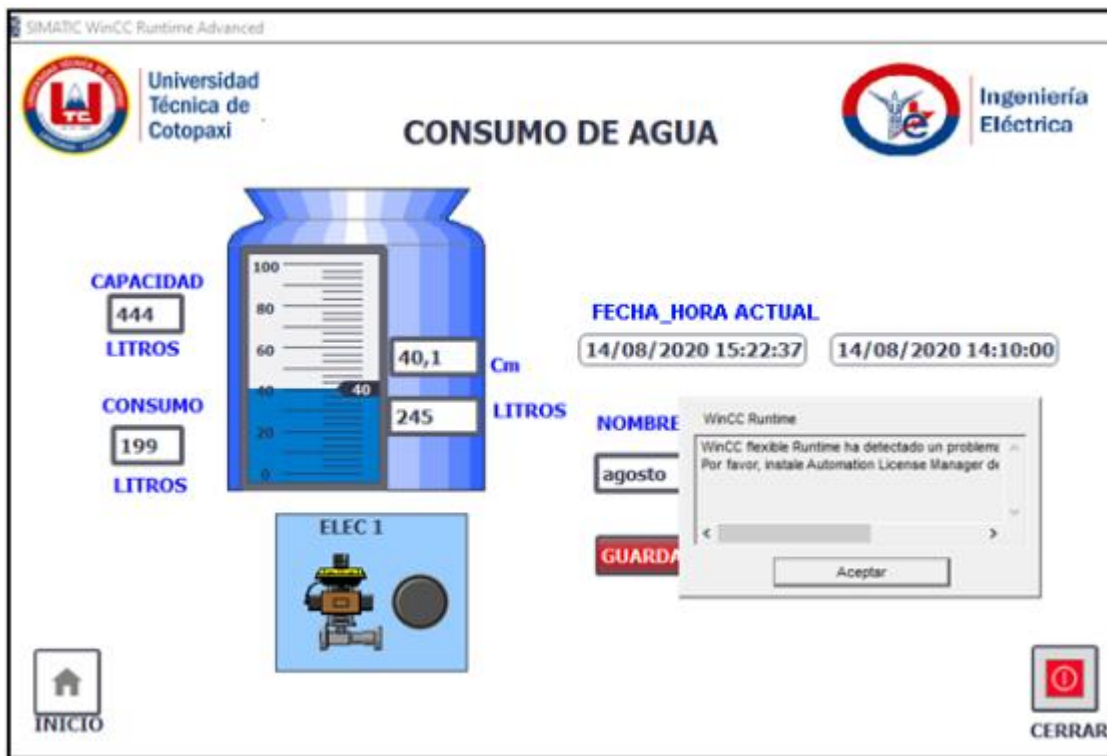 SIMATIC WinCC Runtime Advanced
Universidad
Técnica de
Cotopaxi
UTC
CONSUMO DE AGUA
Ingeniería
Eléctrica
CAPACIDAD
444
LITROS
CONSUMO
199
LITROS
100
80
60
40
20
0
40
40,1
Cm
245
LITROS
FECHA_HORA ACTUAL
14/08/2020 15:22:37
14/08/2020 14:10:00
NOMBRE
agosto
GUARDA
WinCC Runtime
WinCC flexible Runtime ha detectado un problema
Por favor, instale Automation License Manager de
Aceptar
ELEC 1
INICIO
CERRAR